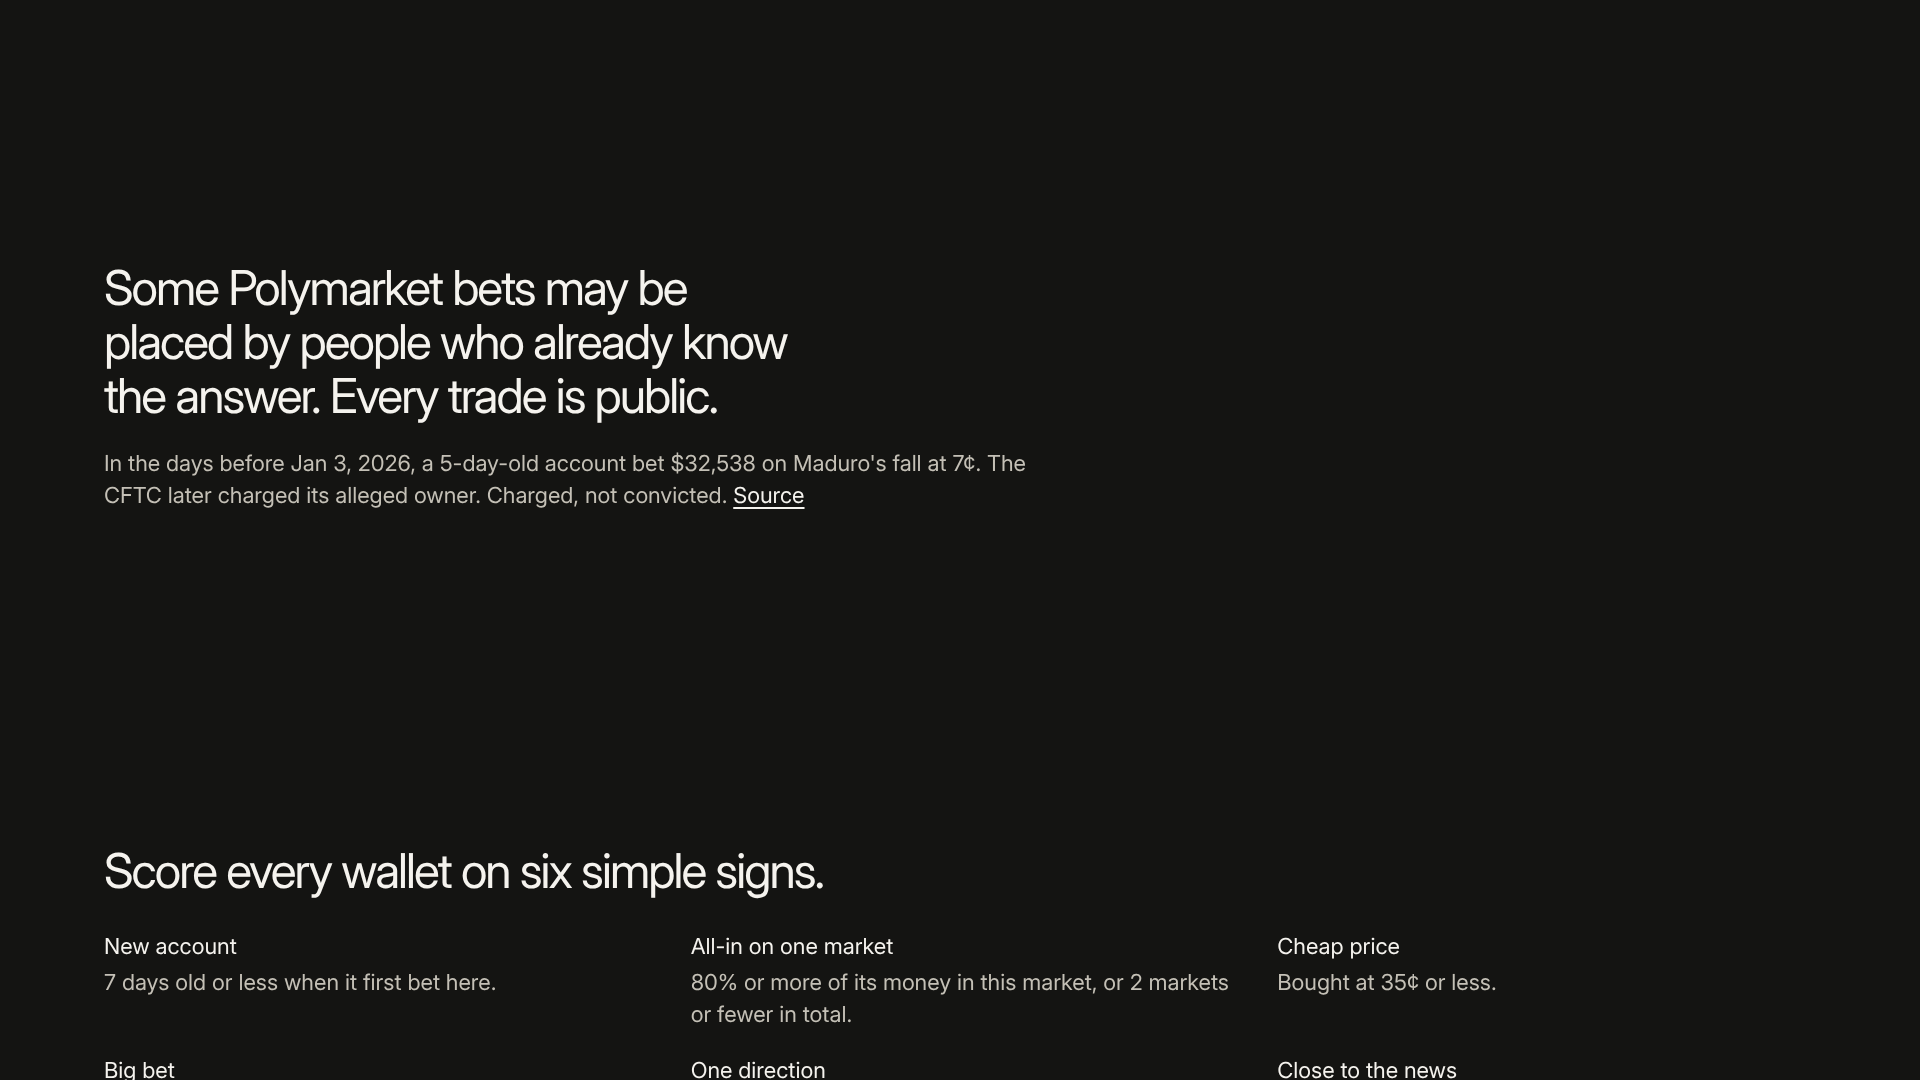 Some Polymarket bets may be
placed by people who already know
the answer. Every trade is public.
In the days before Jan 3, 2026, a 5-day-old account bet $32,538 on Maduro's fall at 7¢. The
CFTC later charged its alleged owner. Charged, not convicted. Source
Score every wallet on six simple signs.
New account
7 days old or less when it first bet here.
All-in on one market
80% or more of its money in this market, or 2 markets
or fewer in total.
Cheap price
Bought at 35¢ or less.
Big bet
One direction
Close to the news